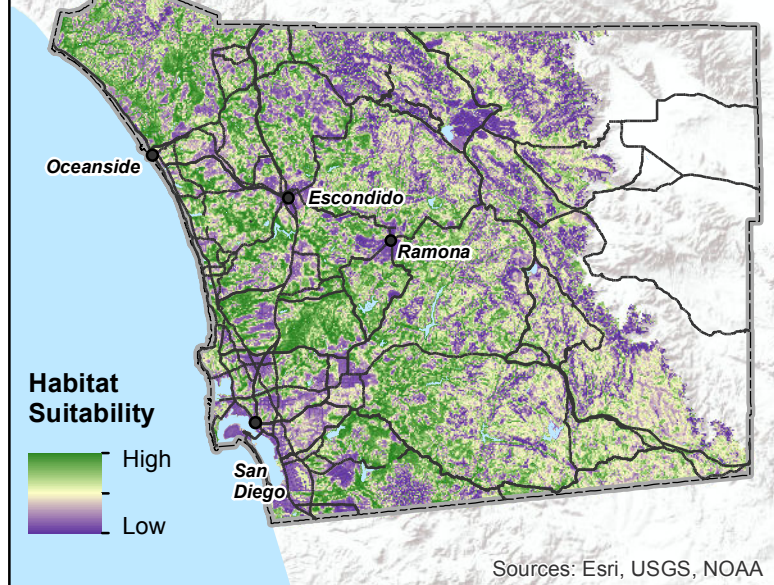 Oceanside
Escondido
Ramona
Habitat
Suitability
High
Low
San
Diego
Sources: Esri, USGS, NOAA